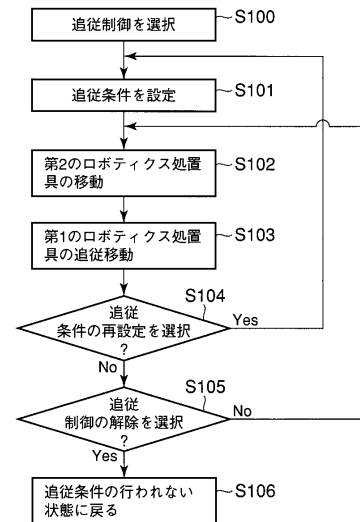 追従制御を選択
S100
追従条件を設定
S101
第2のロボティクス処置
具の移動
S102
第1のロボティクス処置
具の追従移動
S103
追従
条件の再設定を選択
?
S104
Yes
No
追従
制御の解除を選択
?
S105
No
Yes
追従条件の行われない
状態に戻る
S106